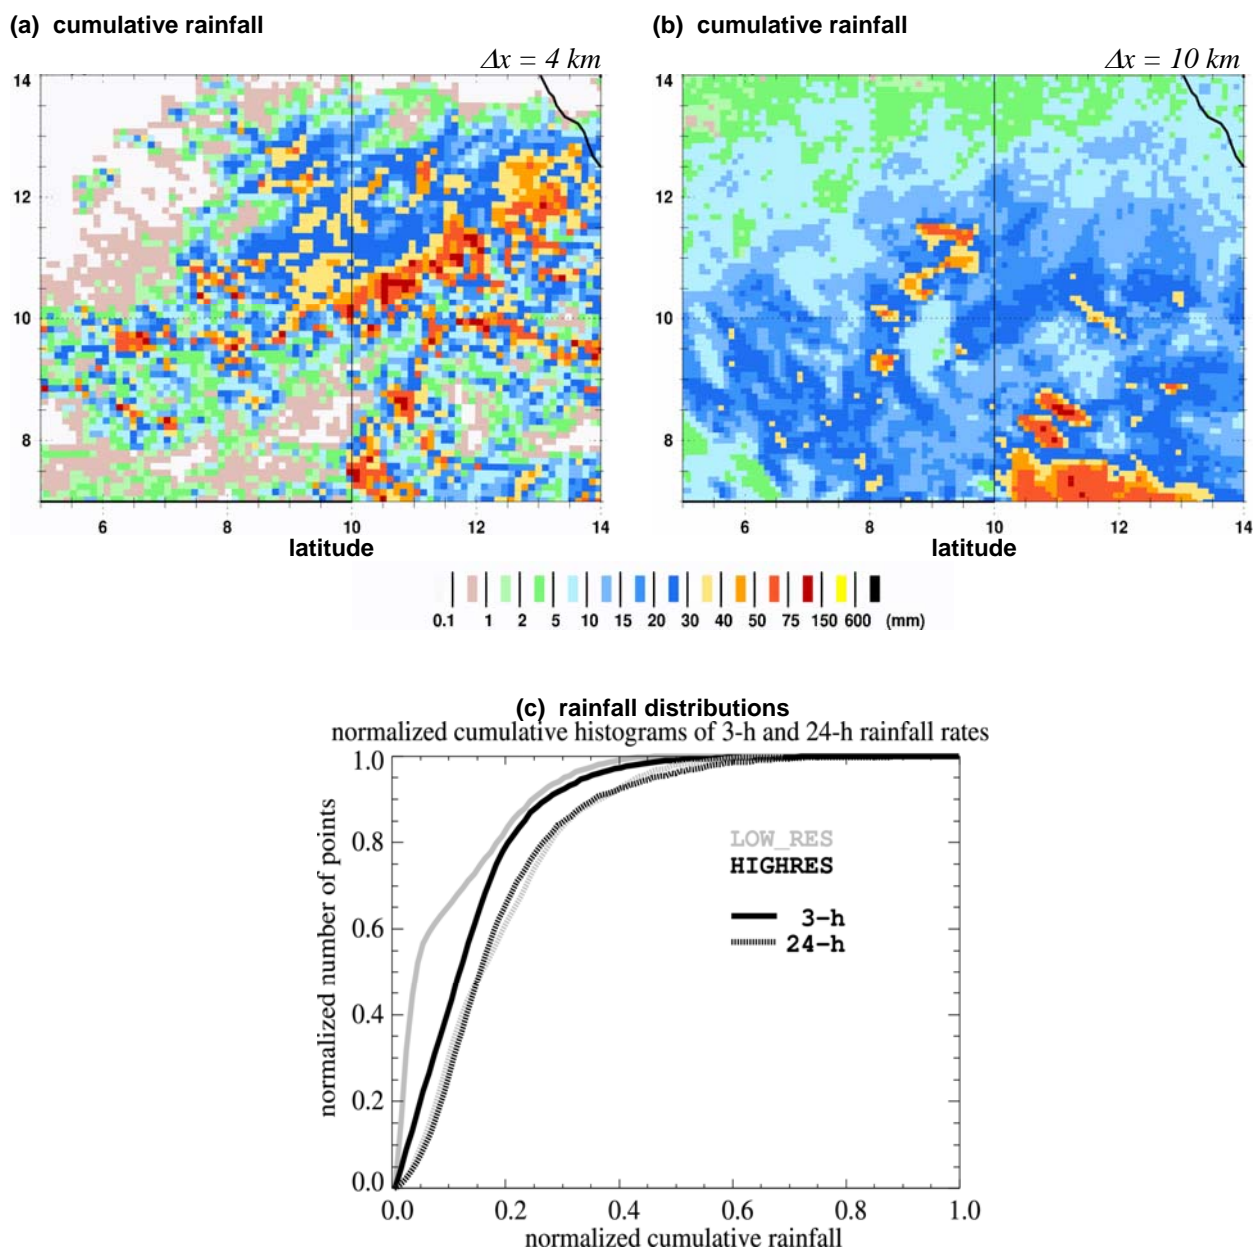 (a) cumulative rainfall
Δx = 4 km
14
12
10
8
6 8 10 12 14
latitude
(b) cumulative rainfall
Δx = 10 km
14
12
10
8
6 8 10 12 14
latitude
0.1 1 2 5 10 15 20 30 40 50 75 150 600 (mm)
(c) rainfall distributions
normalized cumulative histograms of 3-h and 24-h rainfall rates
normalized number of points
1.0
0.8
0.6
0.4
0.2
0.0
LOW_RES
HIGHRES
3-h
24-h
0.0 0.2 0.4 0.6 0.8 1.0
normalized cumulative rainfall